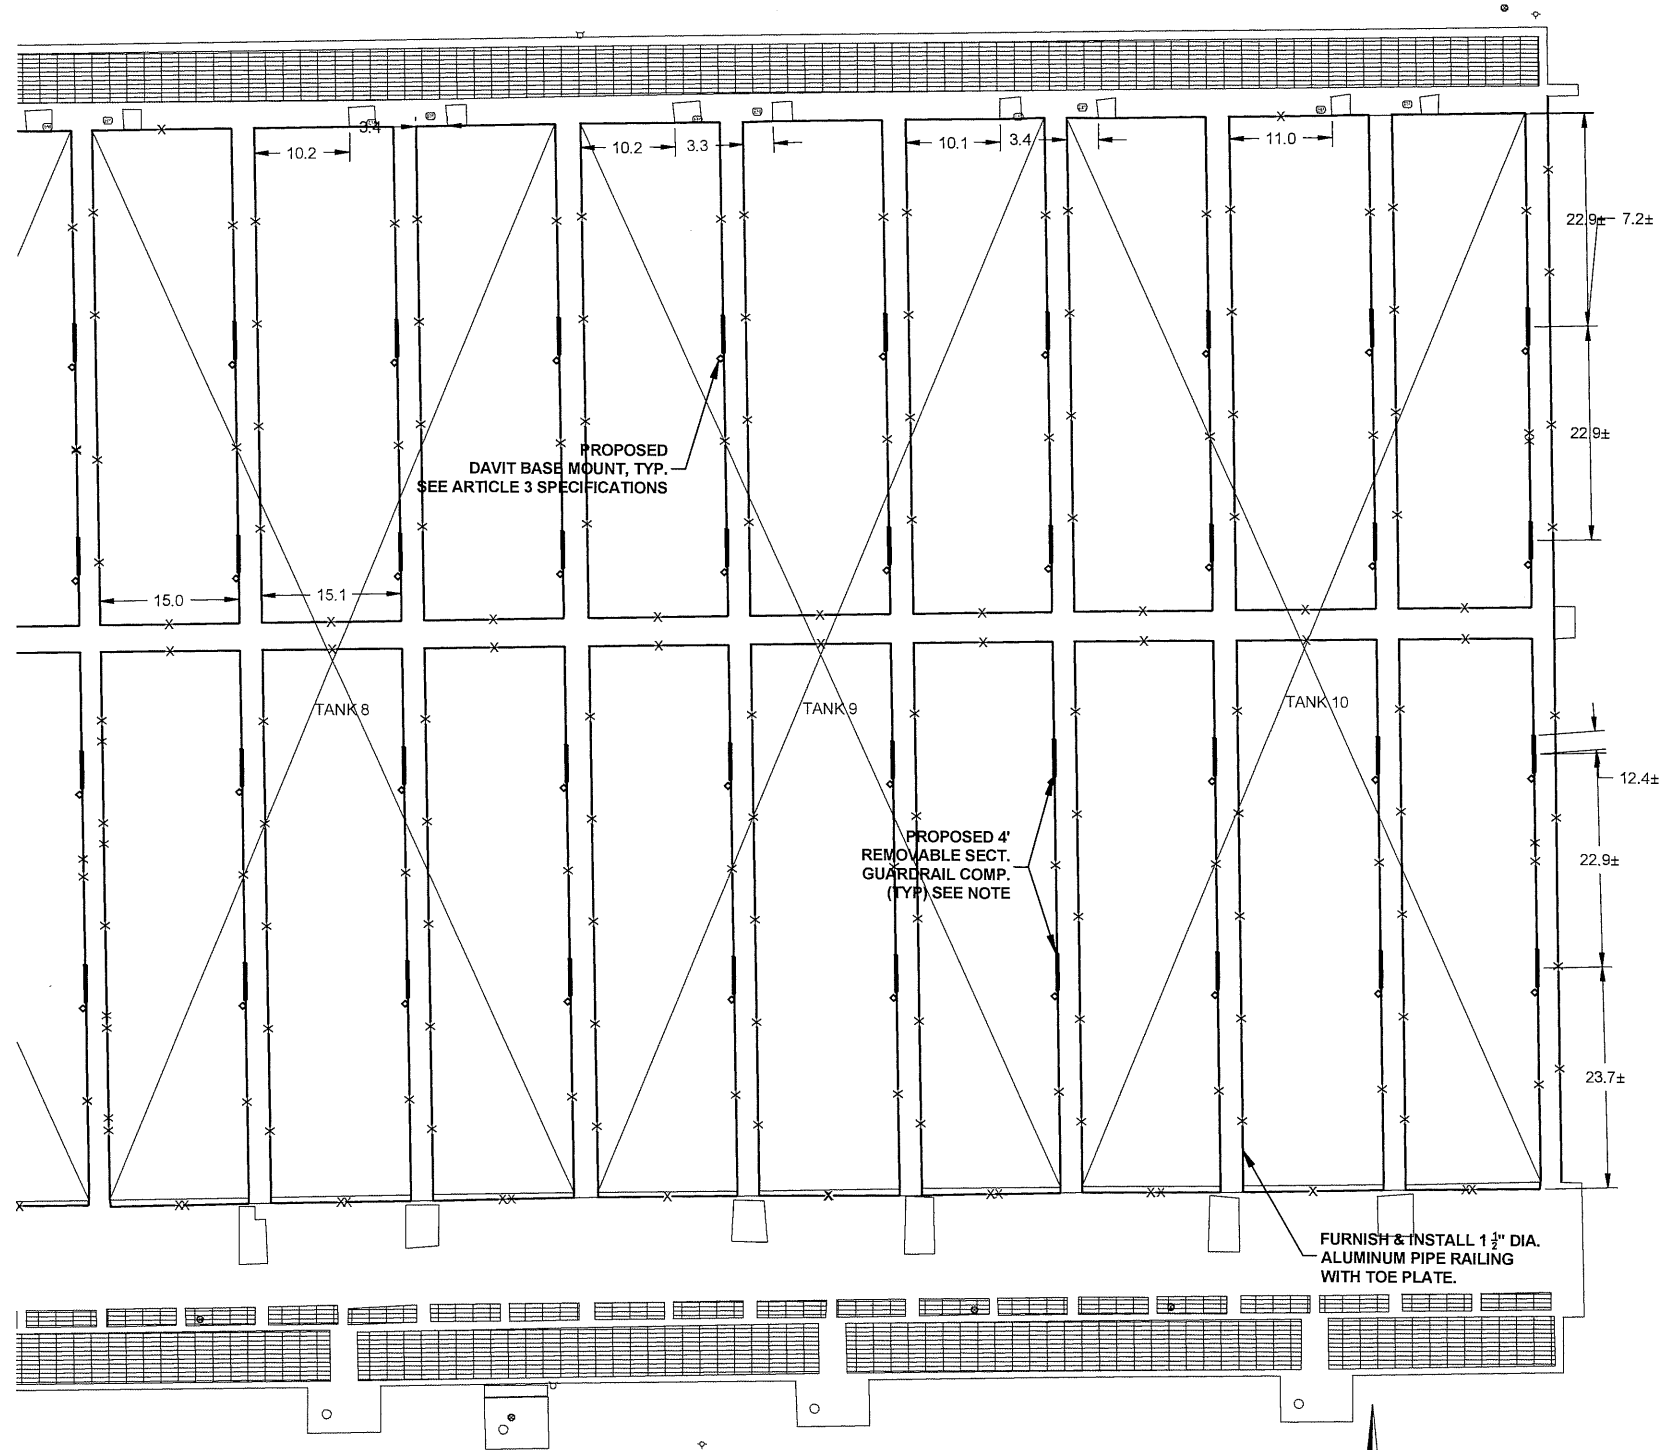 3.4
10.2
10.2
3.3
10.1
3.4
11.0
22.9±
7.2±
PROPOSED
DAVIT BASE MOUNT, TYP.
SEE ARTICLE 3 SPECIFICATIONS
22.9±
15.0
15.1
TANK 8
TANK 9
TANK 10
12.4±
PROPOSED 4'
REMOVABLE SECT.
GUARDRAIL COMP.
(TYP) SEE NOTE
22.9±
23.7±
FURNISH & INSTALL 1 1/2" DIA.
ALUMINUM PIPE RAILING
WITH TOE PLATE.